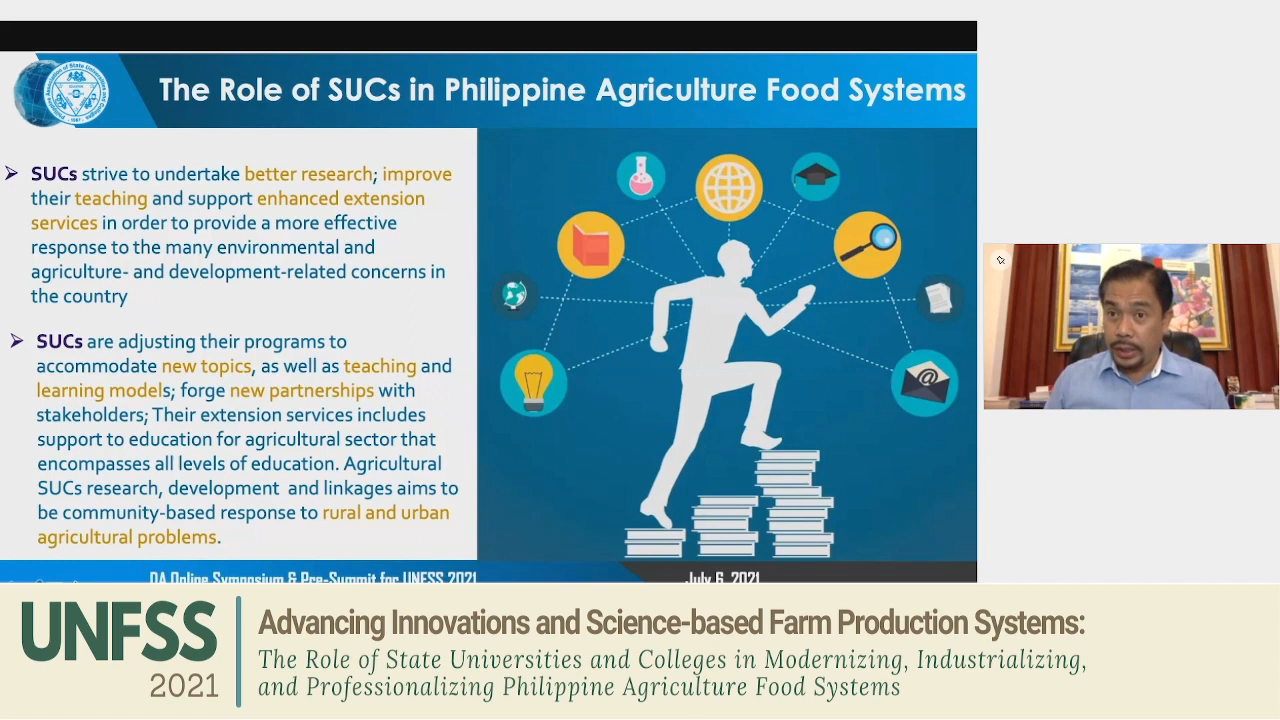 The Role of SUCs in Philippine Agriculture Food Systems
SUCs strive to undertake better research; improve
their teaching and support enhanced extension
services in order to provide a more effective
response to the many environmental and
agriculture- and development-related concerns in
the country
SUCs are adjusting their programs to
accommodate new topics, as well as teaching and
learning models; forge new partnerships with
stakeholders; Their extension services includes
support to education for agricultural sector that
encompasses all levels of education. Agricultural
SUCs research, development and linkages aims to
be community-based response to rural and urban
agricultural problems.
@
DA Online Symposium & Pre-Summit for UNFSS 2021
July 6, 2021
UNFSS
2021
Advancing Innovations and Science-based Farm Production Systems:
The Role of State Universities and Colleges in Modernizing, Industrializing,
and Professionalizing Philippine Agriculture Food Systems